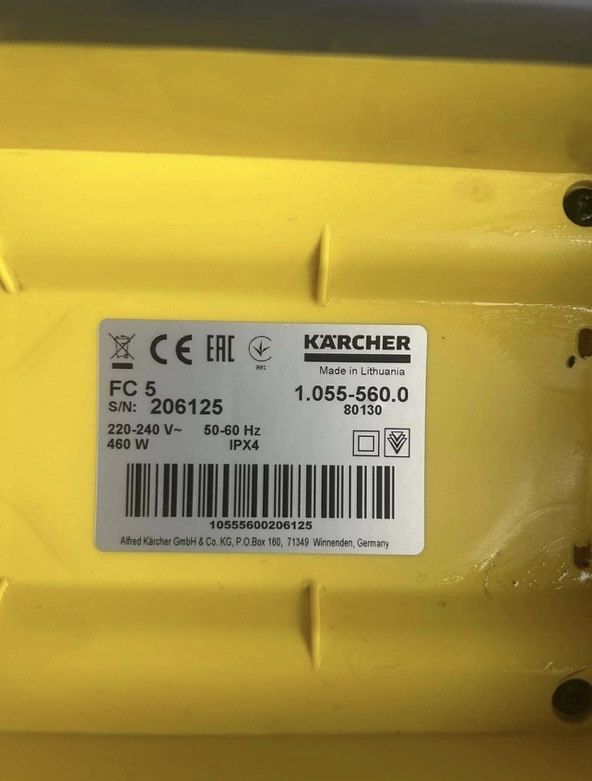 CE EAC
001
KÄRCHER
Made in Lithuania
FC 5
1.055-560.0
S/N: 206125
80130
220-240 V~ 50-60 Hz
460 W IPX4
10555600206125
Alfred Kärcher GmbH & Co. KG, P.O.Box 160, 71349 Winnenden, Germany